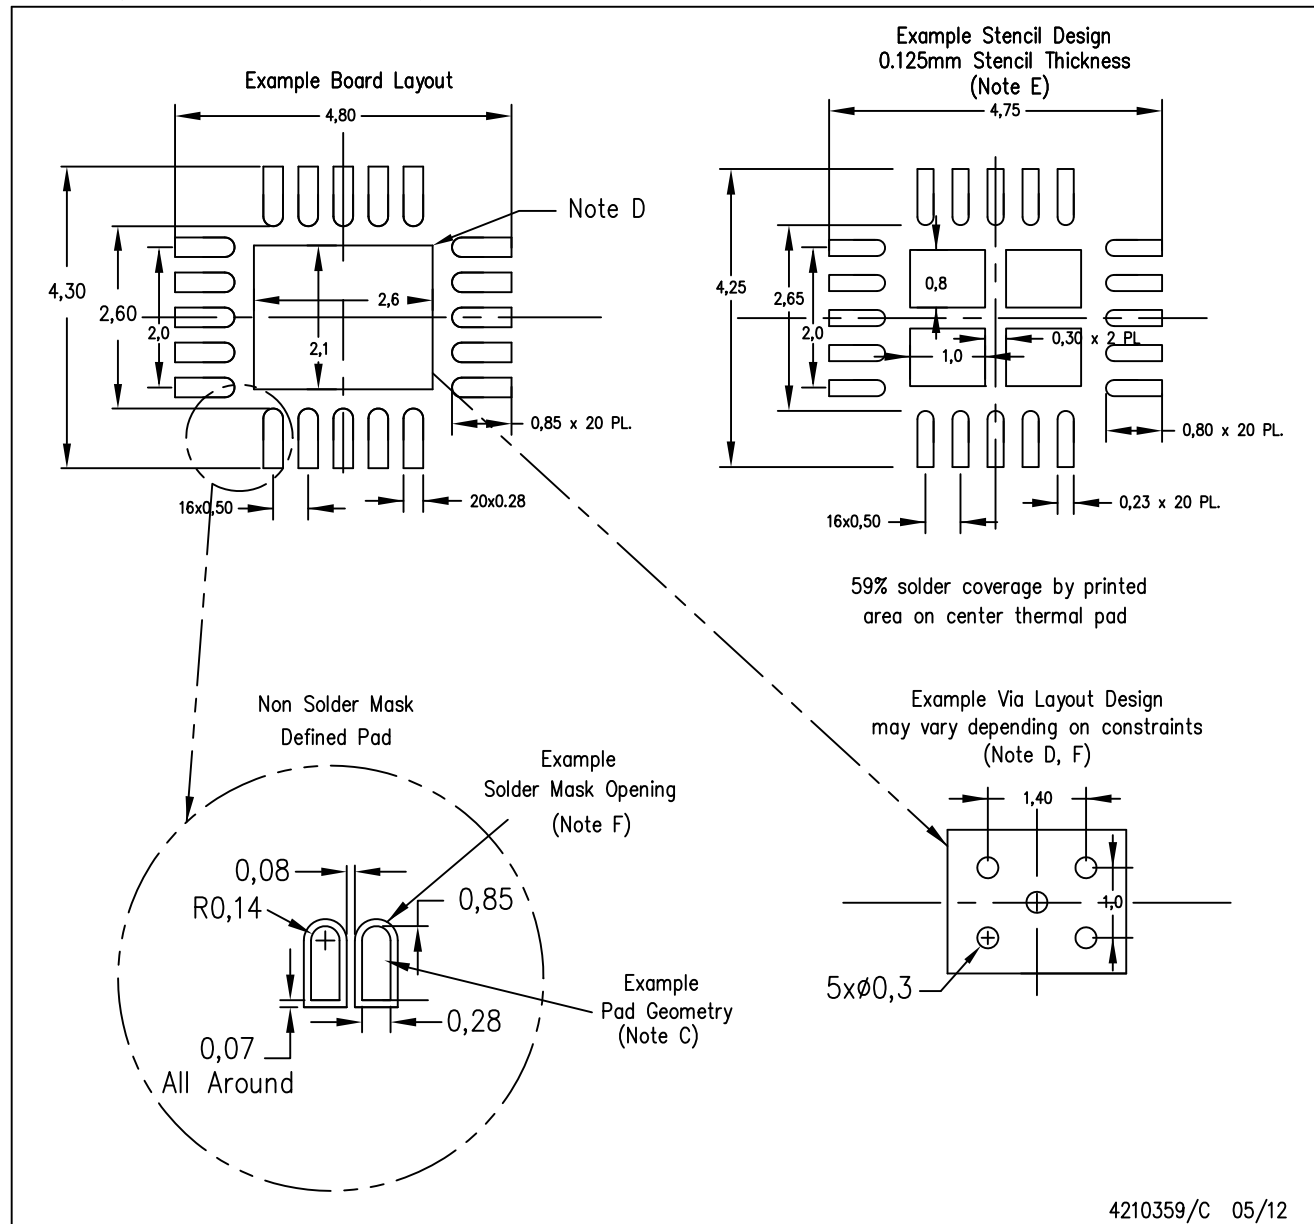 Example Board Layout
4,80
4,30
2,60
2,0
2,6
2,1
Note D
0,85 x 20 PL.
16x0,50
20x0.28
Example Stencil Design
0.125mm Stencil Thickness
(Note E)
4,75
4,25
2,65
2,0
0,8
0,30 x 2 PL
1,0
0,80 x 20 PL.
16x0,50
0,23 x 20 PL.
59% solder coverage by printed
area on center thermal pad
Non Solder Mask
Defined Pad
Example
Solder Mask Opening
(Note F)
0,08
R0,14
0,85
Example
Pad Geometry
(Note C)
0,28
0,07
All Around
Example Via Layout Design
may vary depending on constraints
(Note D, F)
1,40
1,0
5xø0,3
4210359/C 05/12